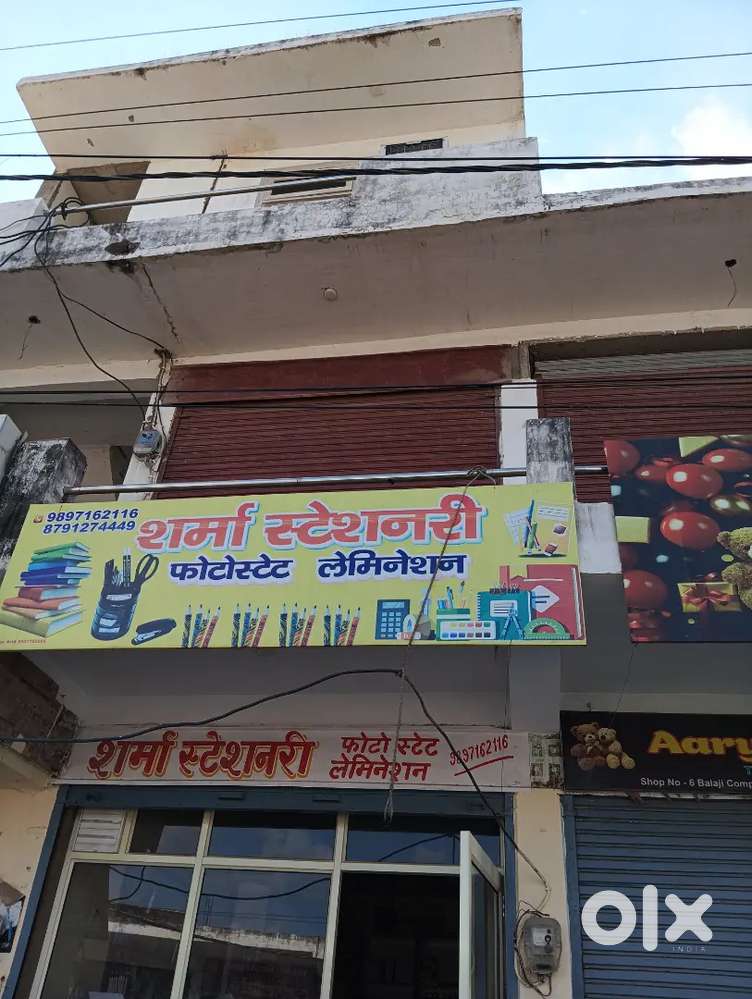 9897162116
8791274449
शर्मा स्टेशनरी
फोटोस्टेट लेमिनेशन
शर्मा स्टेशनरी
फोटो स्टेट
लेमिनेशन
9897162116
Aary
Shop No - 6 Balaji Comp
olx
INDIA